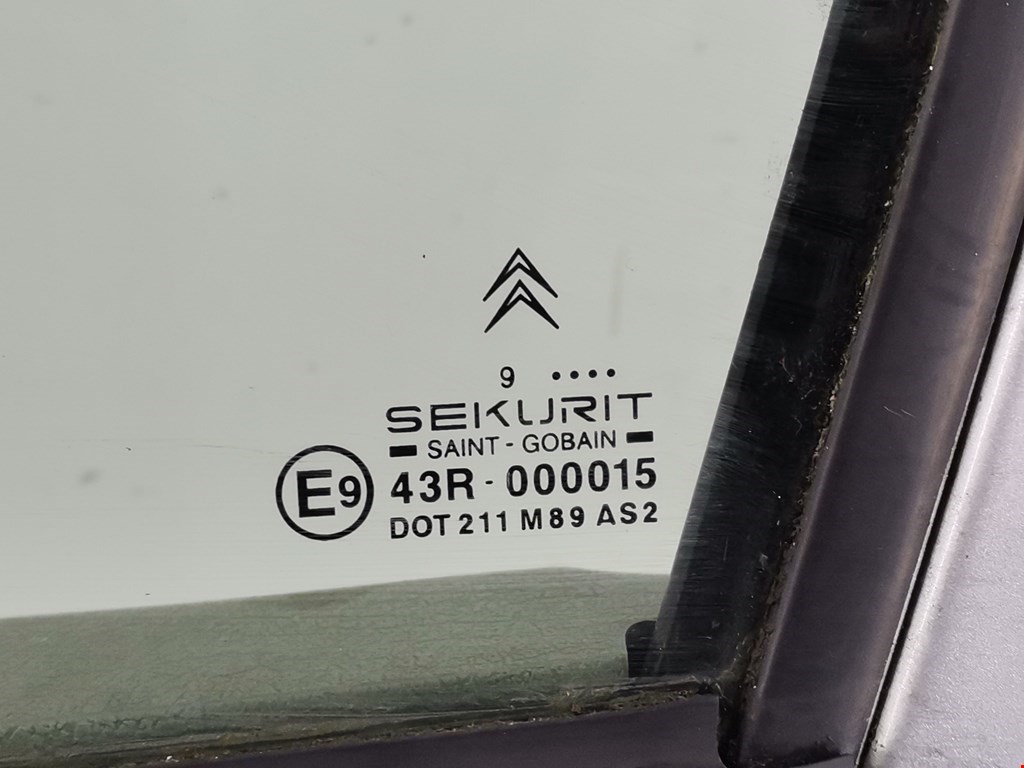 9 ····
SEKURIT
SAINT - GOBAIN
E9 43R - 000015
DOT 211 M89 AS2